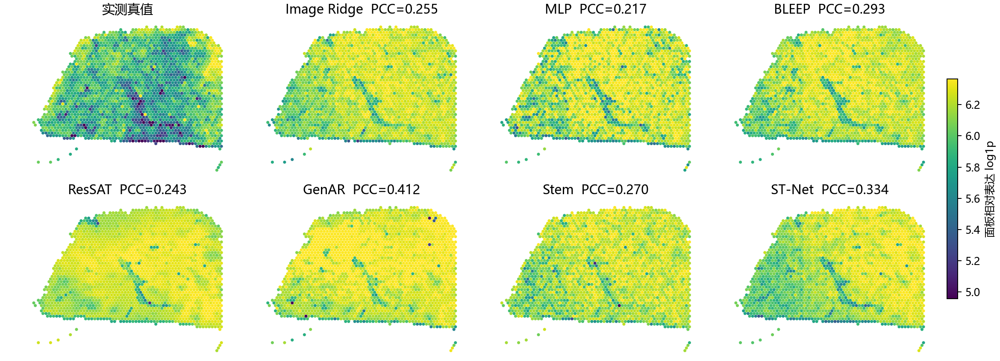 实测真值
Image Ridge PCC=0.255
MLP PCC=0.217
BLEEP PCC=0.293
ResSAT PCC=0.243
GenAR PCC=0.412
Stem PCC=0.270
ST-Net PCC=0.334
6.2
6.0
5.8
5.6
5.4
5.2
5.0
面板相对表达 log1p